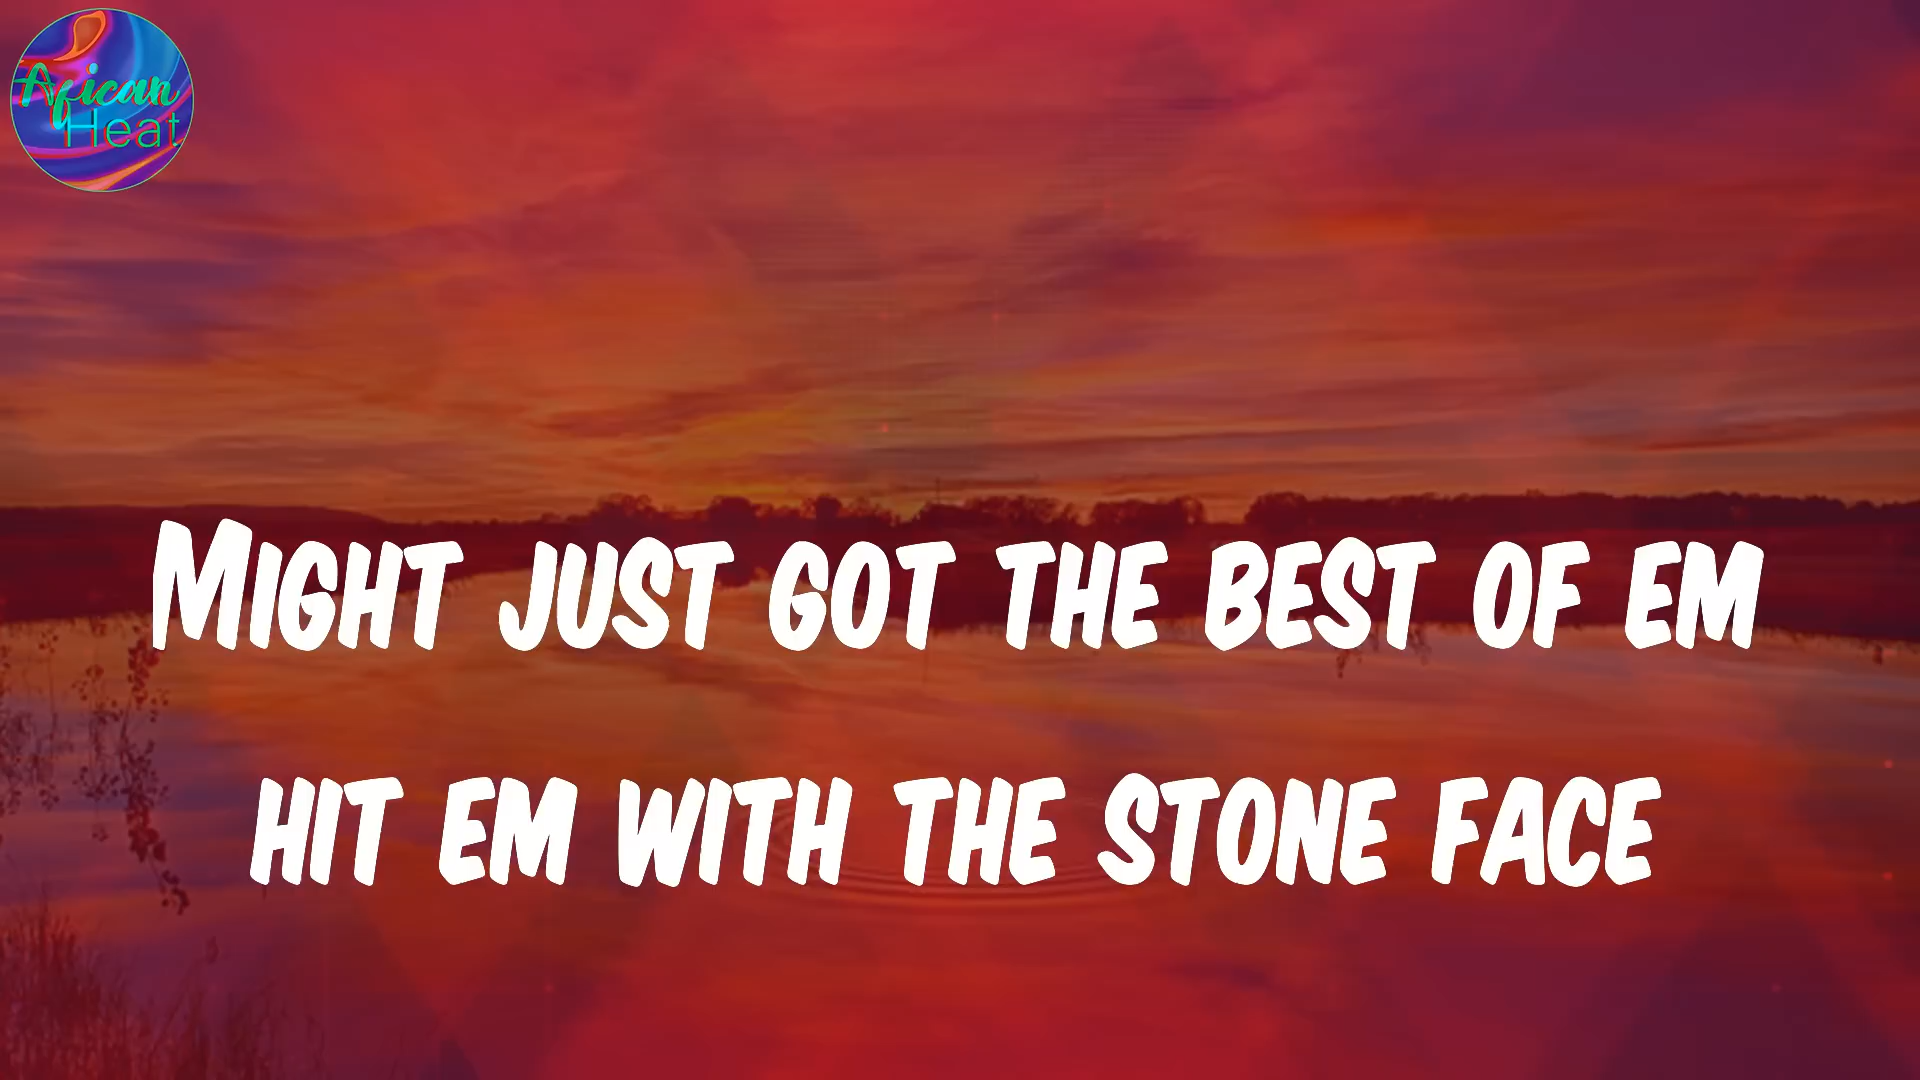 Afican
Heat
Might just got the best of em
hit em with the stone face